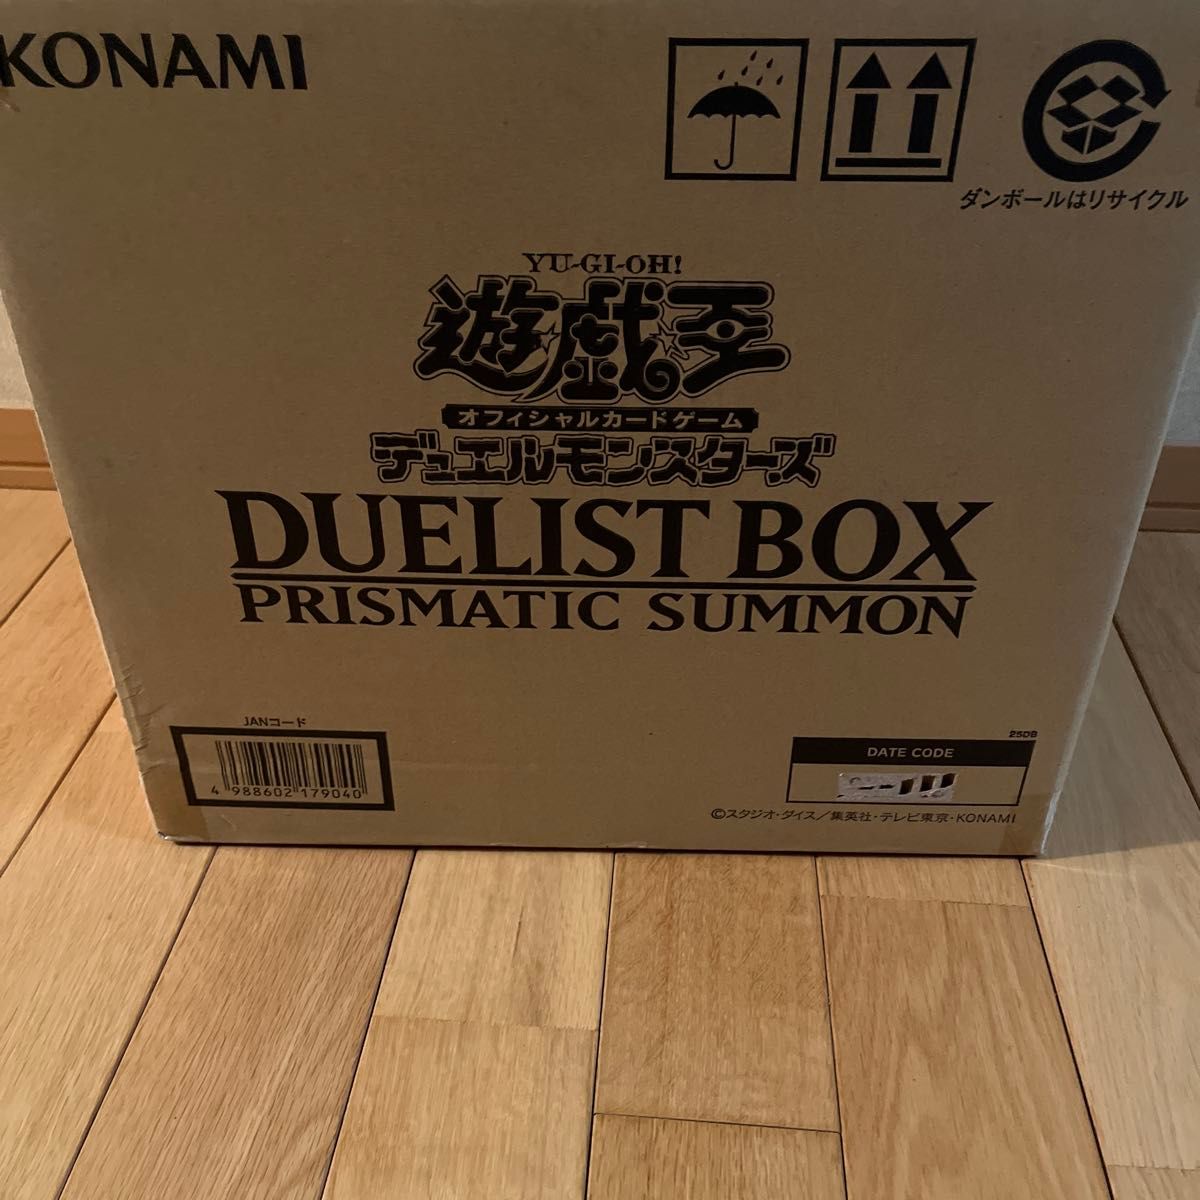 KONAMI
ダンボールはリサイクル
YU-GI-OH!
遊☆戯☆王
オフィシャルカードゲーム
デュエルモンスターズ
DUELIST BOX
PRISMATIC SUMMON
JANコード
4 988602 179040
25DB
DATE CODE
©スタジオ・ダイス/集英社・テレビ東京・KONAMI